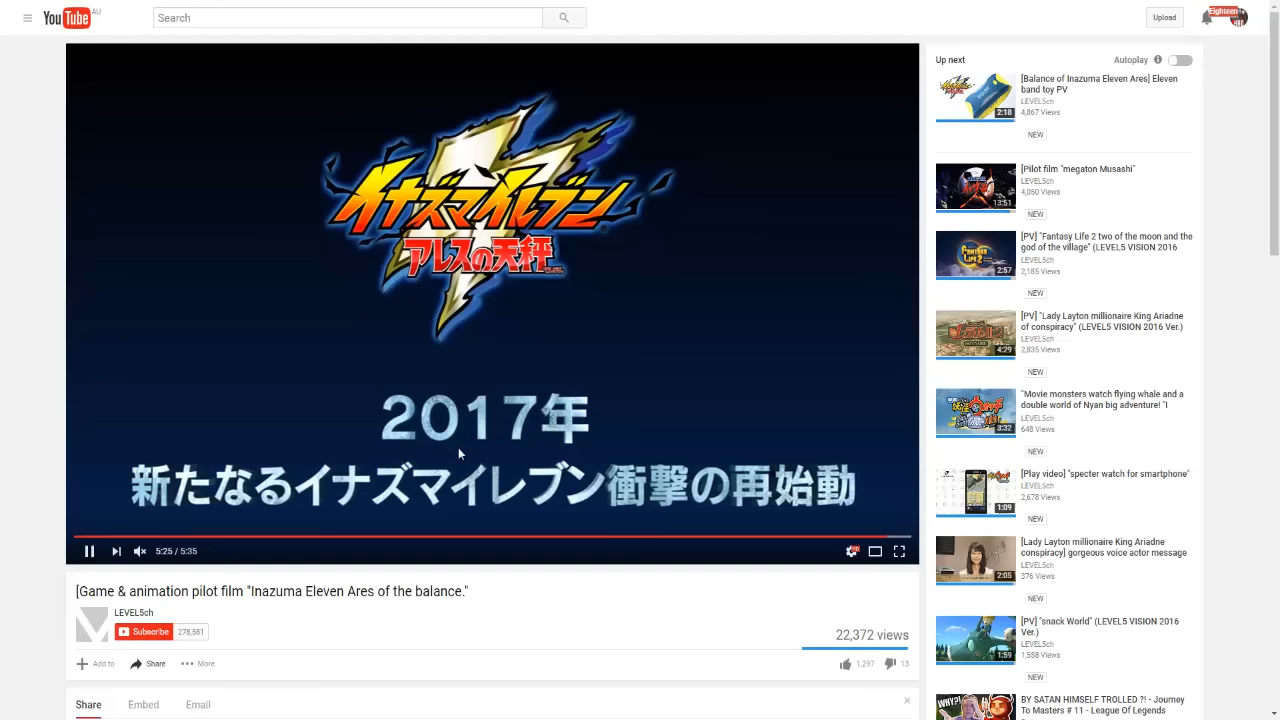 YouTube AU
Search
Upload
Eighteen
イナズマイレブン
アレスの天秤
2017年
新たなるイナズマイレブン衝撃の再始動
5:25 / 5:35
[Game & animation pilot film "Inazuma Eleven Ares of the balance."
LEVEL5ch
Subscribe 278,581
22,372 views
Add to Share More
1,297 13
Share Embed Email
Up next Autoplay
[Balance of Inazuma Eleven Ares] Eleven
band toy PV
LEVEL5ch
4,867 Views
2:18
NEW
[Pilot film "megaton Musashi"
LEVEL5ch
4,050 Views
13:51
NEW
[PV] "Fantasy Life 2 two of the moon and the
god of the village" (LEVEL5 VISION 2016
LEVEL5ch
2,185 Views
2:57
NEW
[PV] "Lady Layton millionaire King Ariadne
of conspiracy" (LEVEL5 VISION 2016 Ver.)
LEVEL5ch
2,835 Views
4:29
NEW
"Movie monsters watch flying whale and a
double world of Nyan big adventure! "I
LEVEL5ch
648 Views
3:32
NEW
[Play video] "specter watch for smartphone"
LEVEL5ch
2,678 Views
1:09
NEW
[Lady Layton millionaire King Ariadne
conspiracy] gorgeous voice actor message
LEVEL5ch
376 Views
2:05
NEW
[PV] "snack World" (LEVEL5 VISION 2016
Ver.)
LEVEL5ch
1,558 Views
1:59
NEW
BY SATAN HIMSELF TROLLED ?! - Journey
To Masters # 11 - League Of Legends
WHY?!